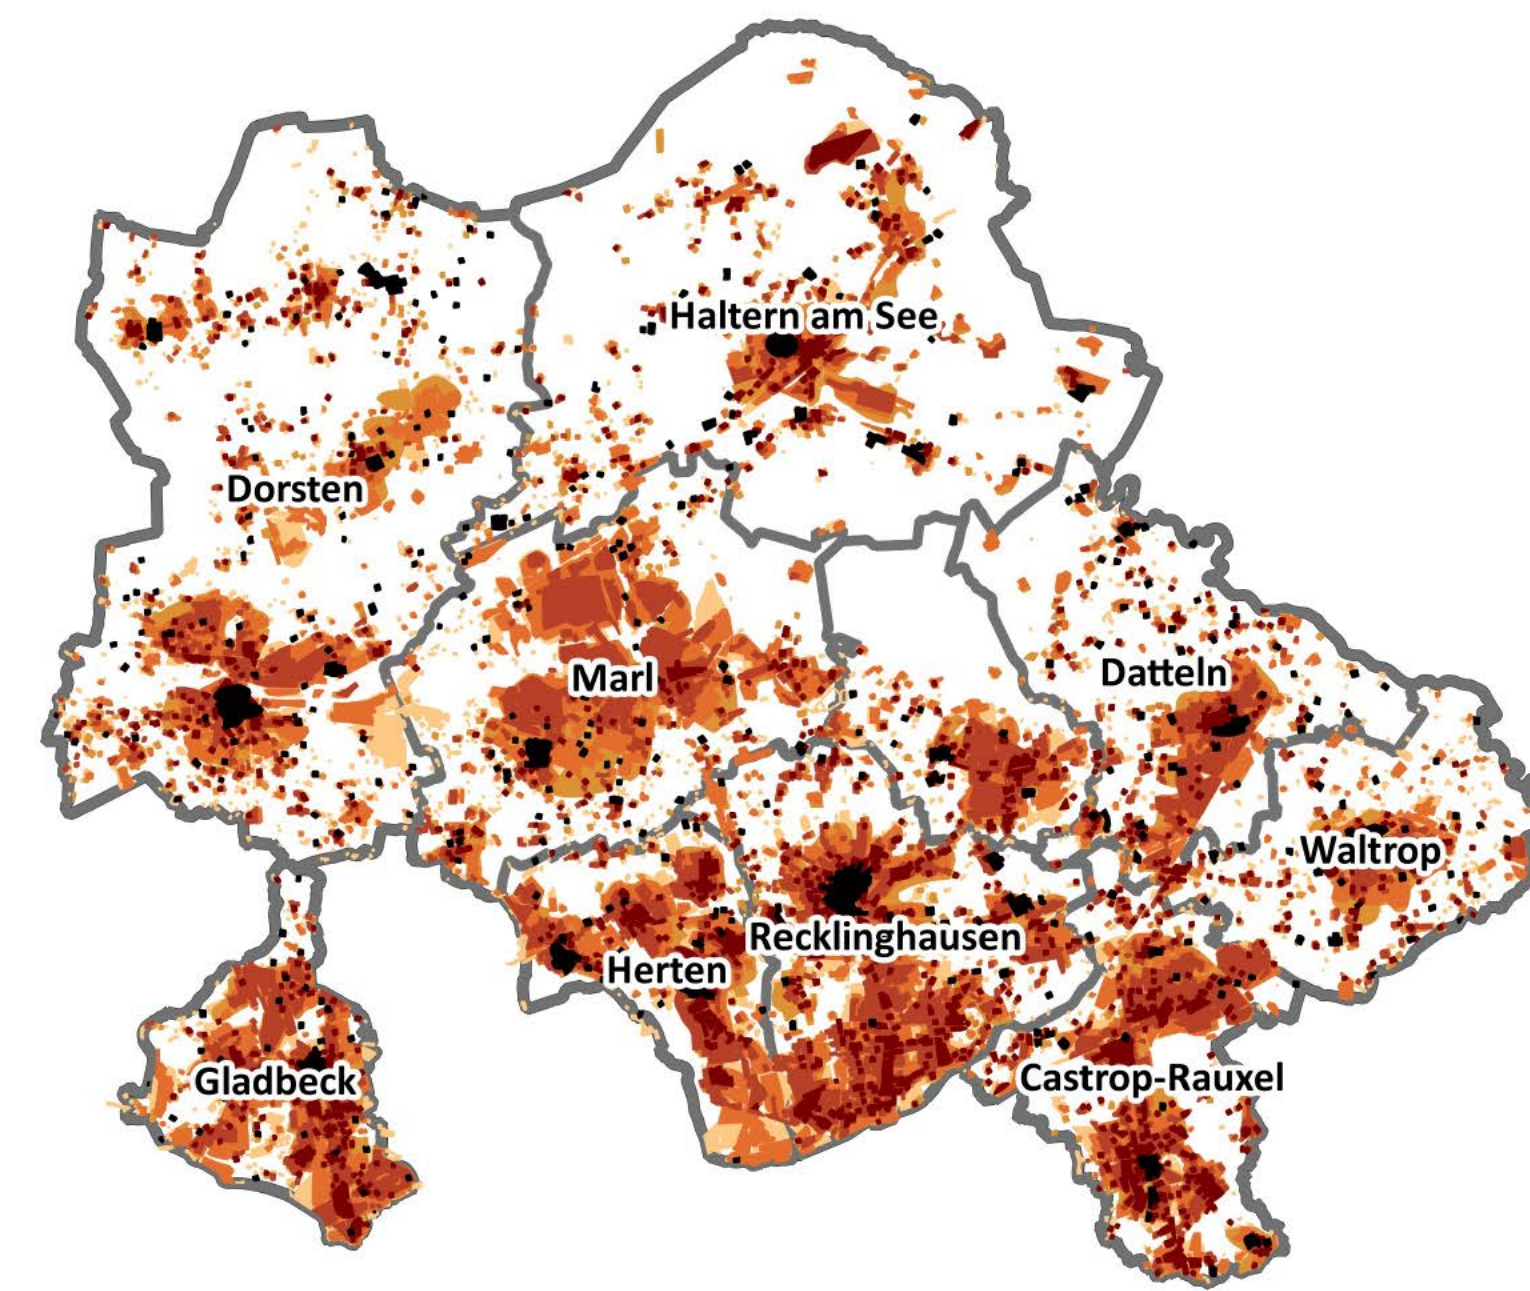 Haltern am See
Dorsten
Marl
Datteln
Waltrop
Recklinghausen
Herten
Gladbeck
Castrop-Rauxel